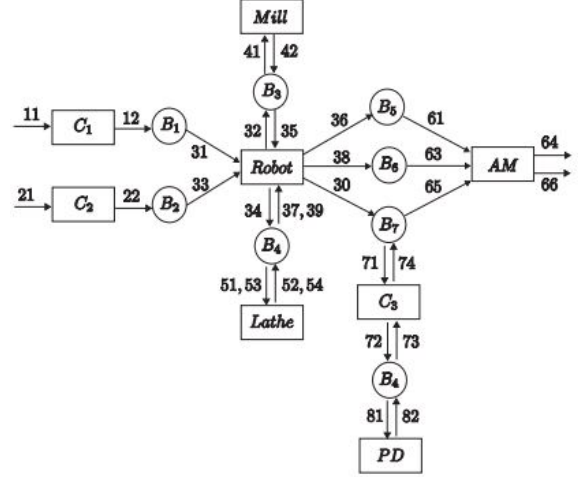 Mill
41 42
B₃
11 12 B₁ 32 35 36 B₅ 61
C₁
31 64
Robot 38 B₆ 63 AM
33 66
21 22 B₂ 30 65
C₂
34 37, 39 B₇
B₄ 71 74
51, 53 52, 54
C₃
Lathe
72 73
B₄
81 82
PD